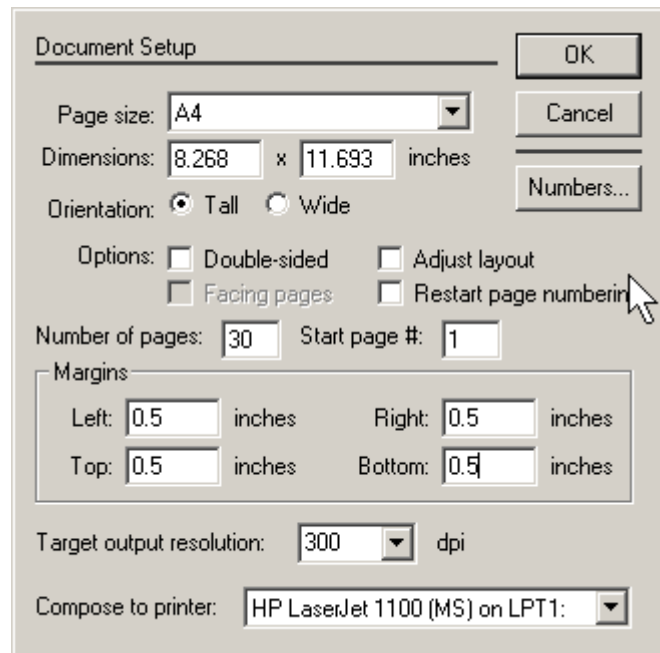 Document Setup
OK
Page size: A4
Cancel
Dimensions: 8.268 x 11.693 inches
Numbers...
Orientation: Tall Wide
Options: Double-sided Adjust layout
Facing pages Restart page numberin
Number of pages: 30 Start page #: 1
Margins
Left: 0.5 inches Right: 0.5 inches
Top: 0.5 inches Bottom: 0.5 inches
Target output resolution: 300 dpi
Compose to printer: HP LaserJet 1100 (MS) on LPT1: